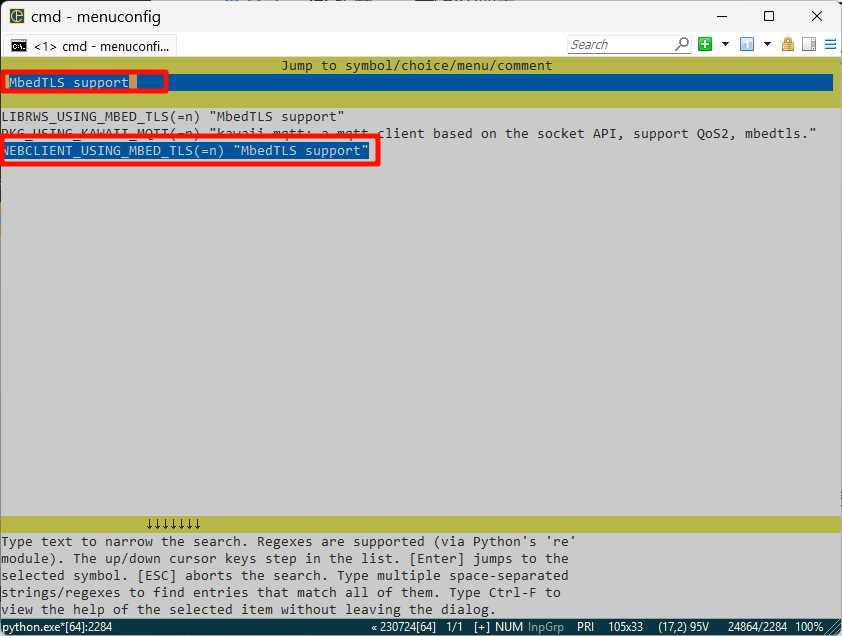 cmd - menuconfig
<1> cmd - menuconfi...
Search
Jump to symbol/choice/menu/comment
MbedTLS support
LIBRWS_USING_MBED_TLS(=n) "MbedTLS support"
PKG_USING_KAWAII_MQTT(=n) "kawaii mqtt: a mqtt client based on the socket API, support QoS2, mbedtls."
WEBCLIENT_USING_MBED_TLS(=n) "MbedTLS support"
↓↓↓↓↓↓↓
Type text to narrow the search. Regexes are supported (via Python's 're'
module). The up/down cursor keys step in the list. [Enter] jumps to the
selected symbol. [ESC] aborts the search. Type multiple space-separated
strings/regexes to find entries that match all of them. Type Ctrl-F to
view the help of the selected item without leaving the dialog.
python.exe*[64]:2284 « 230724[64] 1/1 [+] NUM InpGrp PRI 105x33 (17,2) 95V 24864/2284 100%